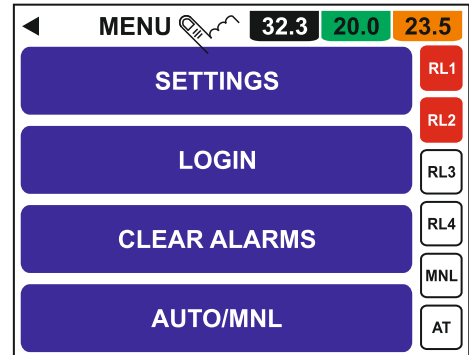 MENU 32.3 20.0 23.5
SETTINGS
RL1
RL2
LOGIN
RL3
CLEAR ALARMS
RL4
MNL
AUTO/MNL
AT